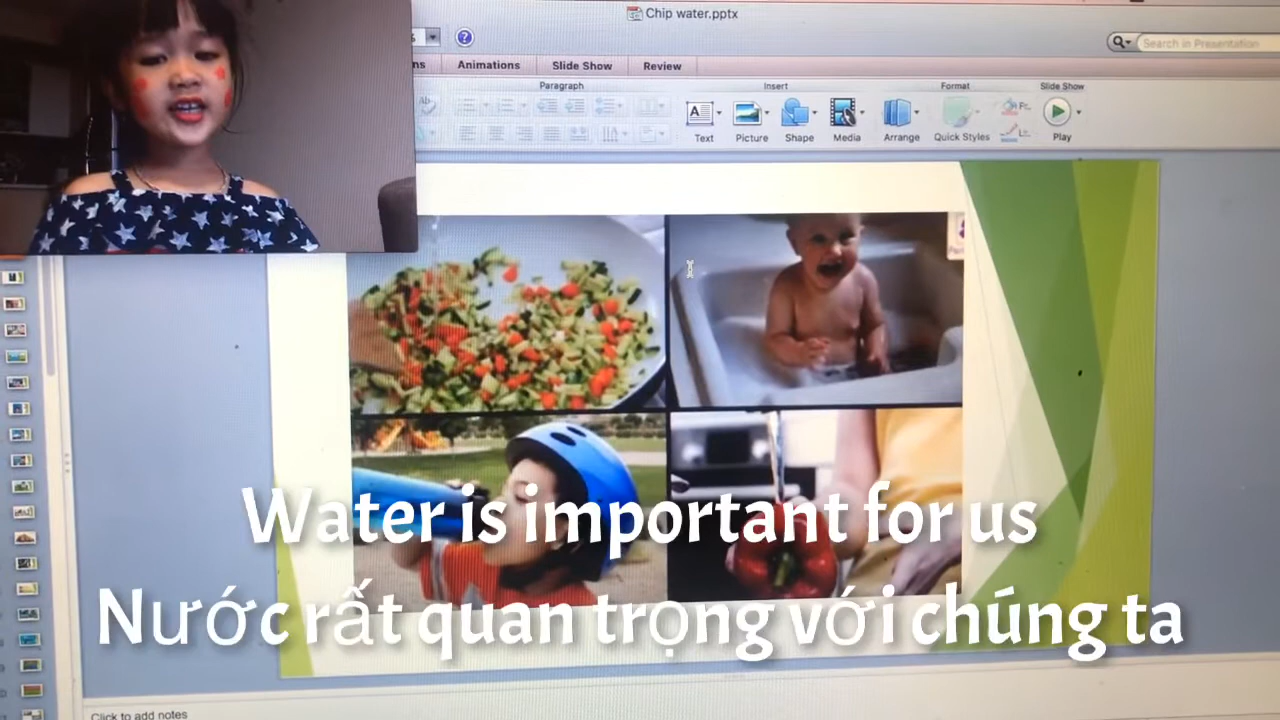 Chip water.pptx
Search in Presentation
Animations
Slide Show
Review
Paragraph
Insert
Format
Slide Show
Text
Picture
Shape
Media
Arrange
Quick Styles
Play
Water is important for us
Nước rất quan trọng với chúng ta
Click to add notes